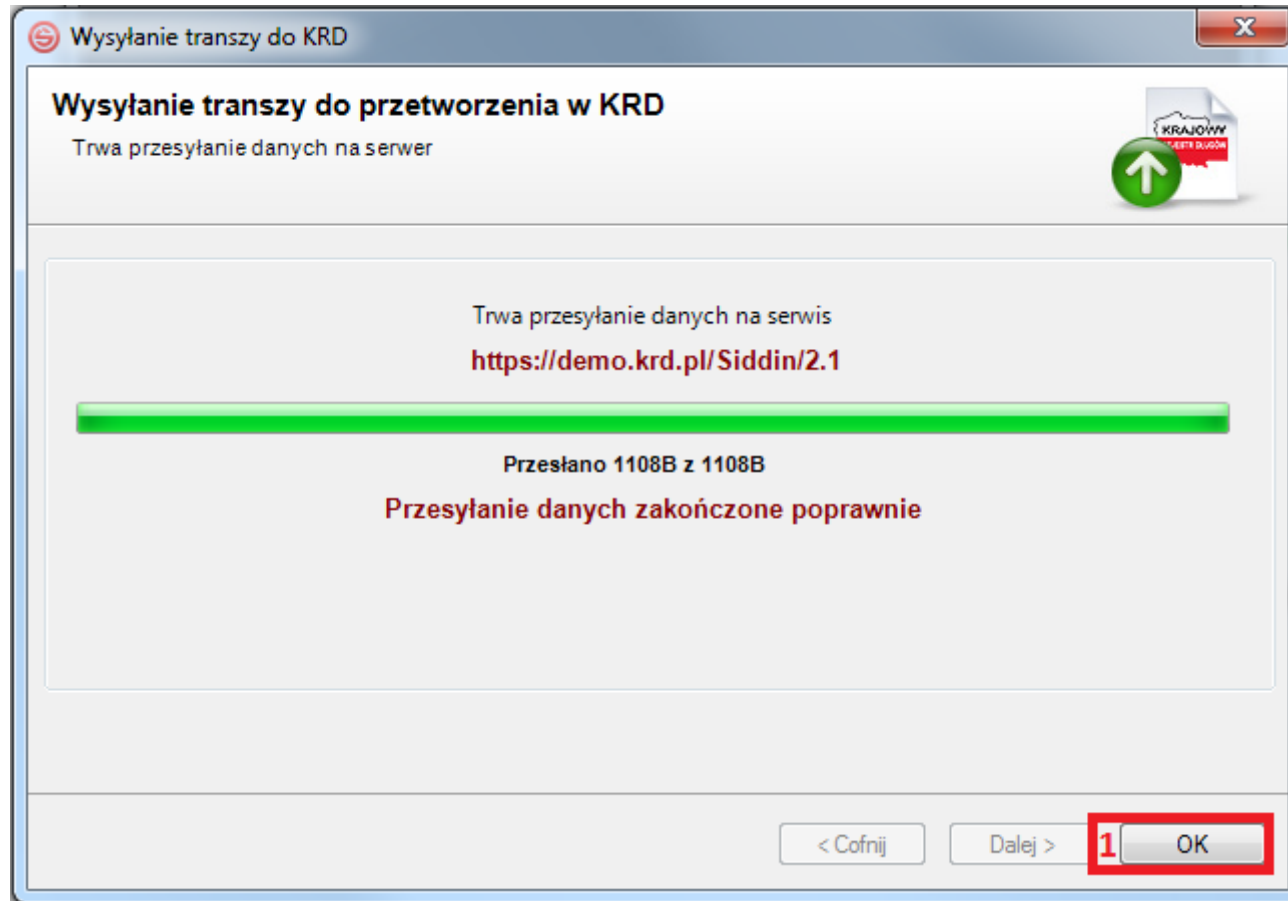 Wysyłanie transzy do KRD
Wysyłanie transzy do przetworzenia w KRD
Trwa przesyłanie danych na serwer
KRAJOWY
REJESTR DŁUGÓW
Trwa przesyłanie danych na serwis
https://demo.krd.pl/Siddin/2.1
Przesłano 1108B z 1108B
Przesyłanie danych zakończone poprawnie
< Cofnij
Dalej >
1
OK